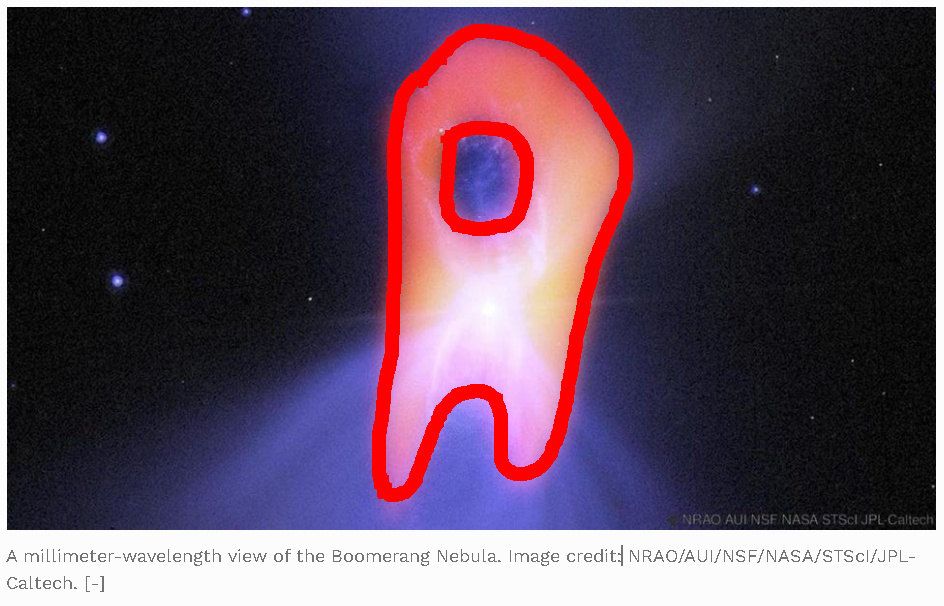 © NRAO/AUI/NSF/NASA/STScI/JPL-Caltech
A millimeter-wavelength view of the Boomerang Nebula. Image credit: NRAO/AUI/NSF/NASA/STScI/JPL-
Caltech. [-]